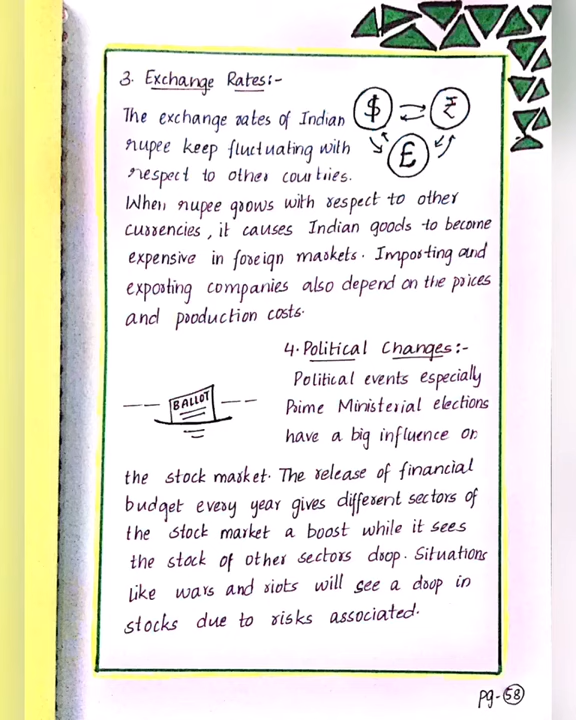 3. Exchange Rates:-
$ ₹
The exchange rates of Indian
£
rupee keep fluctuating with
respect to other coutries.
When rupee grows with respect to other
currencies, it causes Indian goods to become
expensive in foreign markets. Importing and
exporting companies also depend on the prices
and production costs.
4. Political Changes:-
Political events especially
BALLOT
Prime Ministerial elections
have a big influence on
the stock market. The release of financial
budget every year gives different sectors of
the stock market a boost while it sees
the stock of other sectors drop. Situations
like wars and riots will see a drop in
stocks due to risks associated.
pg-58